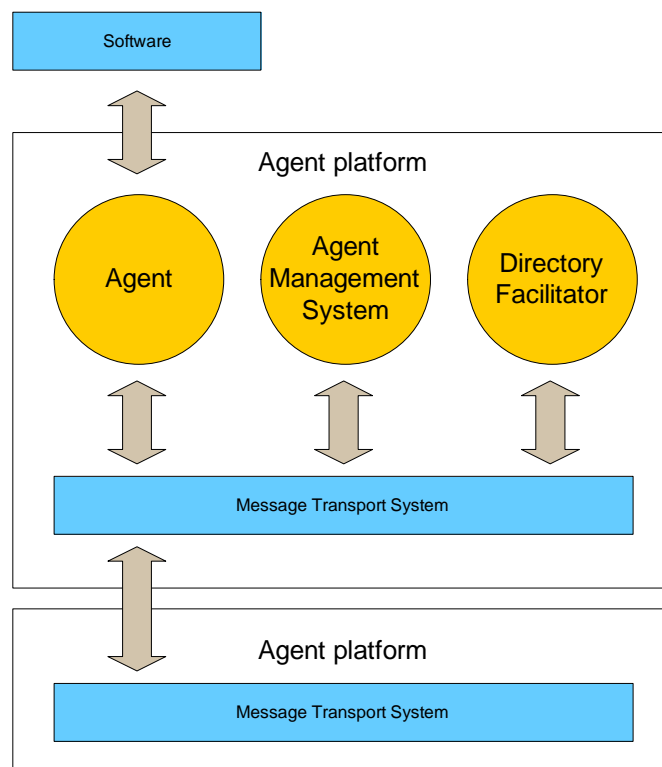 Software
Agent platform
Agent
Agent
Management
System
Directory
Facilitator
Message Transport System
Agent platform
Message Transport System